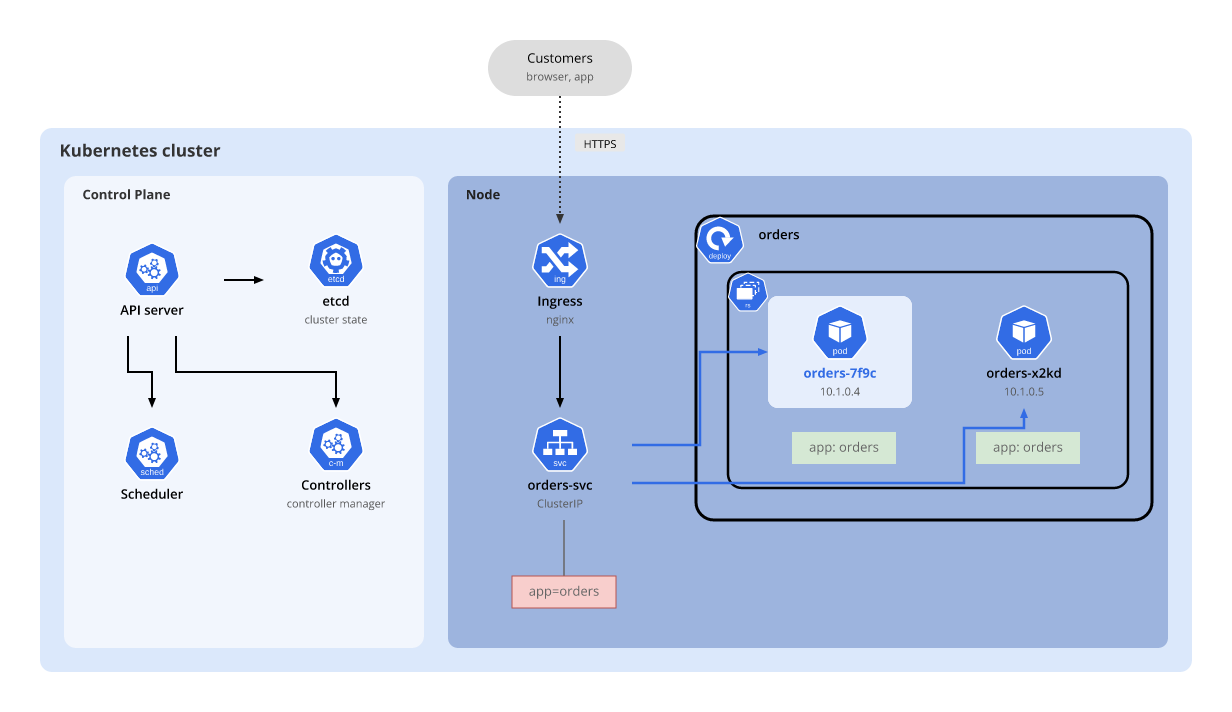 Customers
browser, app
HTTPS
Kubernetes cluster
Control Plane
api
API server
etcd
etcd
cluster state
sched
Scheduler
c-m
Controllers
controller manager
Node
ing
Ingress
nginx
svc
orders-svc
ClusterIP
app=orders
deploy
orders
rs
pod
orders-7f9c
10.1.0.4
app: orders
pod
orders-x2kd
10.1.0.5
app: orders